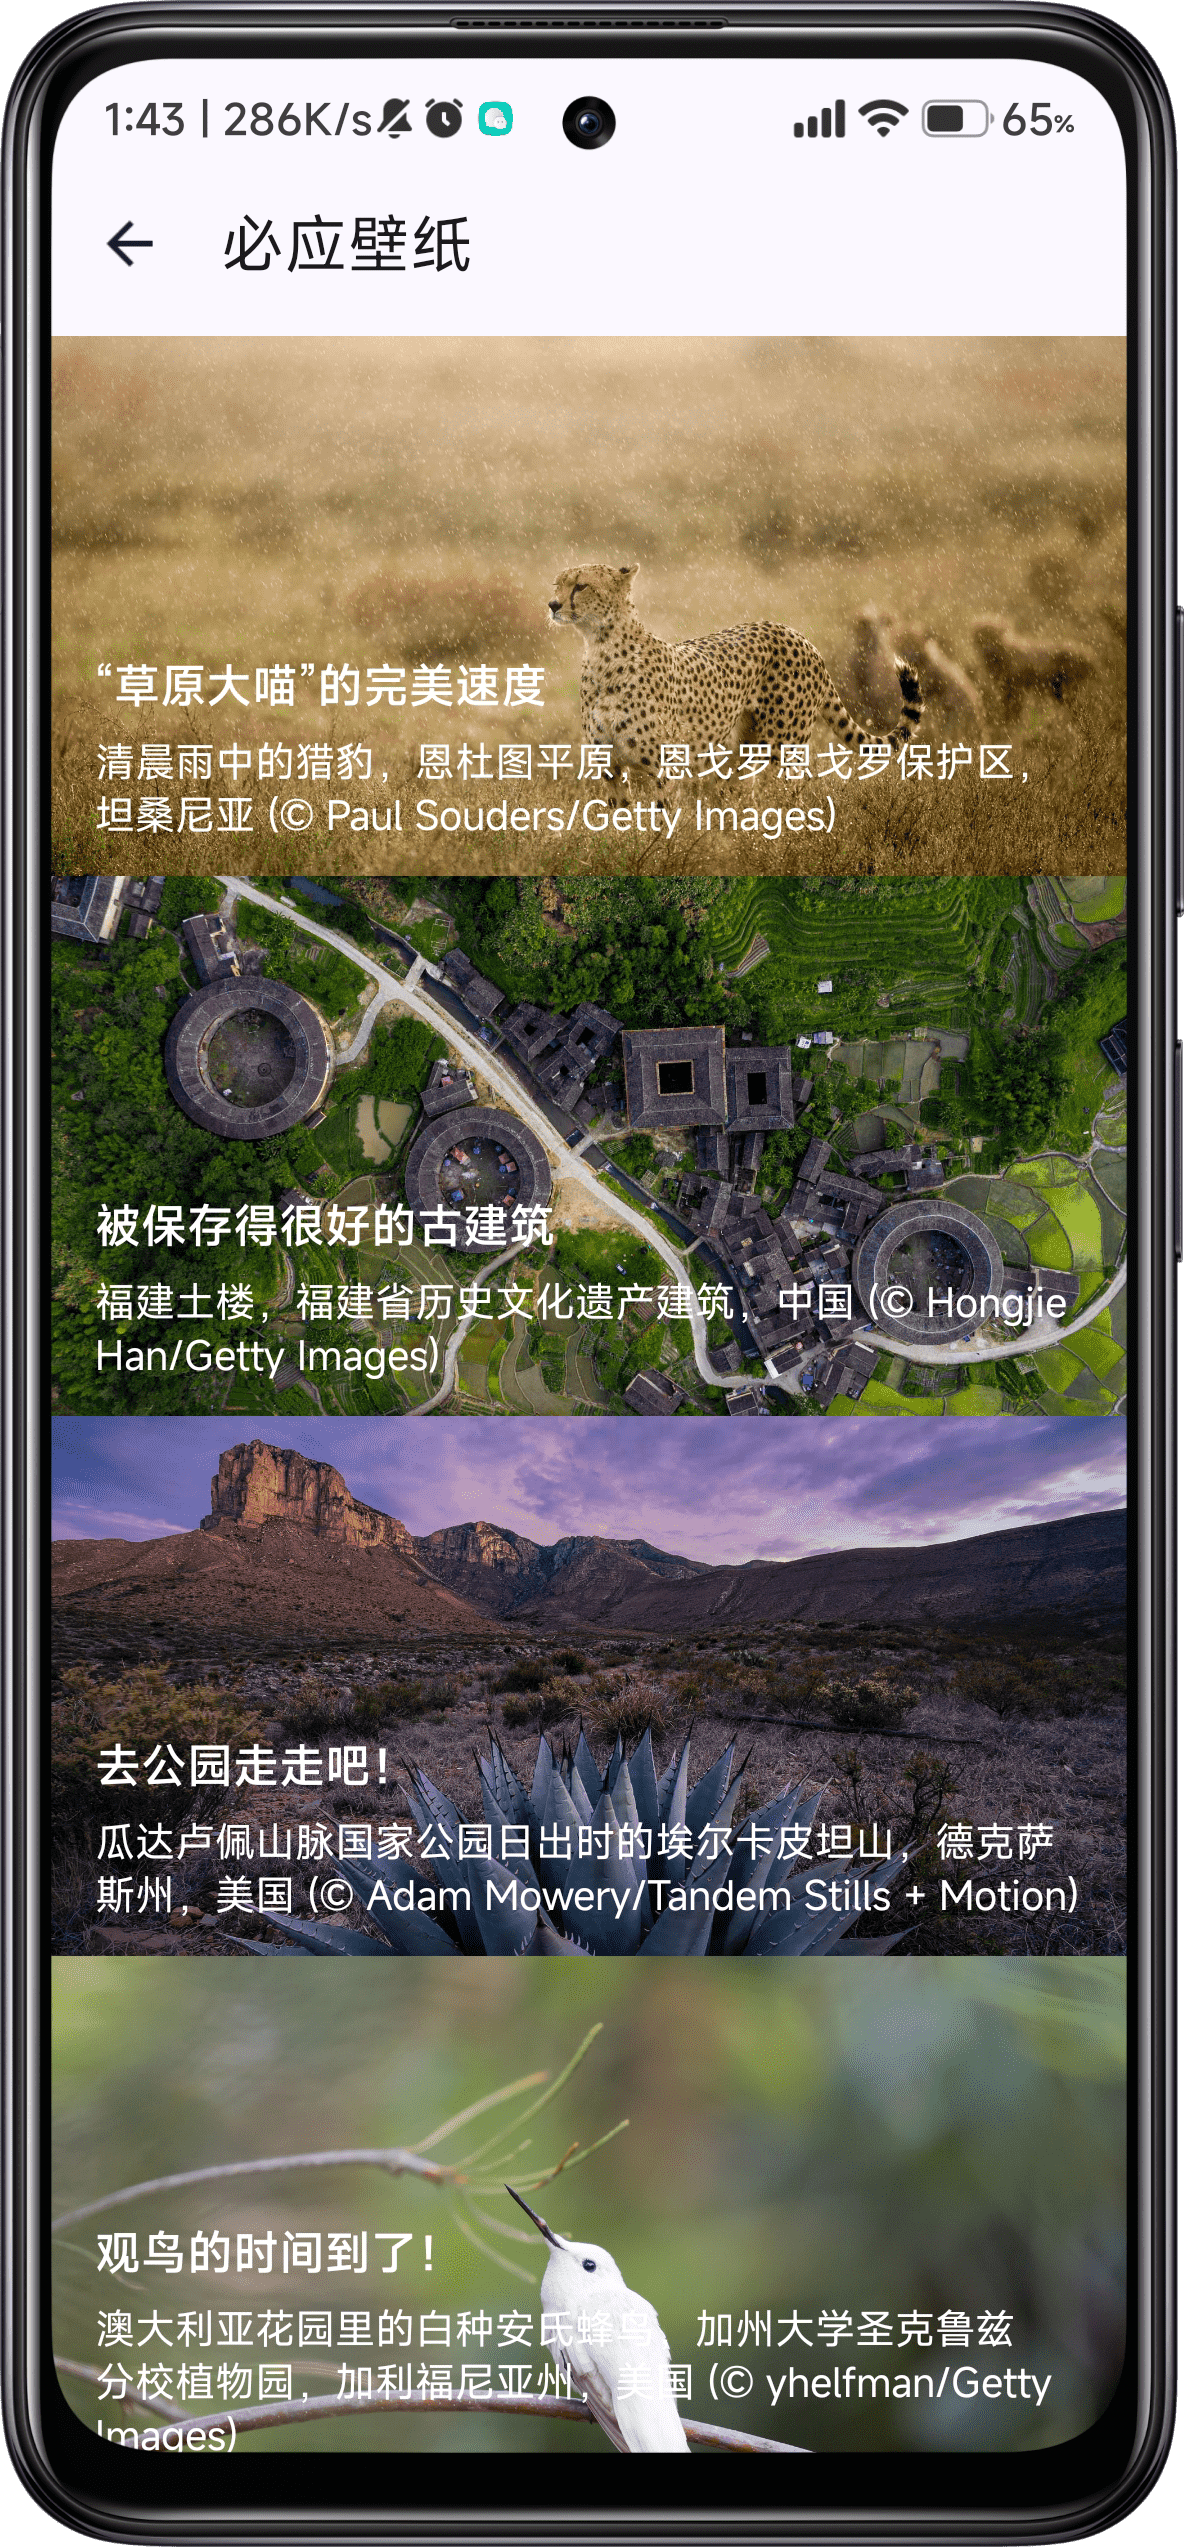 1:43 | 286K/s
65%
必应壁纸
“草原大喵”的完美速度
清晨雨中的猎豹，恩杜图平原，恩戈罗恩戈罗保护区，
坦桑尼亚 (© Paul Souders/Getty Images)
被保存得很好的古建筑
福建土楼，福建省历史文化遗产建筑，中国 (© Hongjie
Han/Getty Images)
去公园走走吧！
瓜达卢佩山脉国家公园日出时的埃尔卡皮坦山，德克萨
斯州，美国 (© Adam Mowery/Tandem Stills + Motion)
观鸟的时间到了！
澳大利亚花园里的白种安氏蜂鸟，加州大学圣克鲁兹
分校植物园，加利福尼亚州，美国 (© yhelfman/Getty
Images)